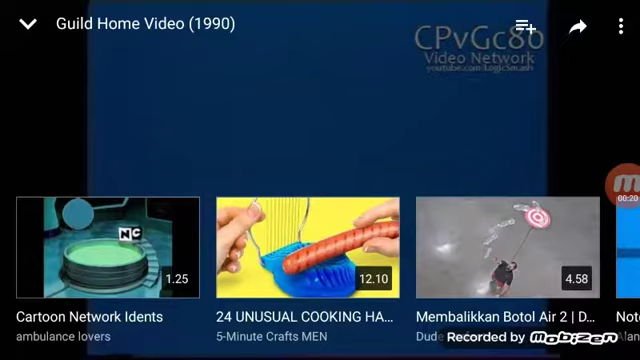 Guild Home Video (1990)
CPvGc80
Video Network
youtube.com/LogicSmash
00:20
NC
1.25
12.10
4.58
Cartoon Network Idents
24 UNUSUAL COOKING HA...
Membalikkan Botol Air 2 | D...
Note
ambulance lovers
5-Minute Crafts MEN
Dude
Recorded by mobizen
Alan